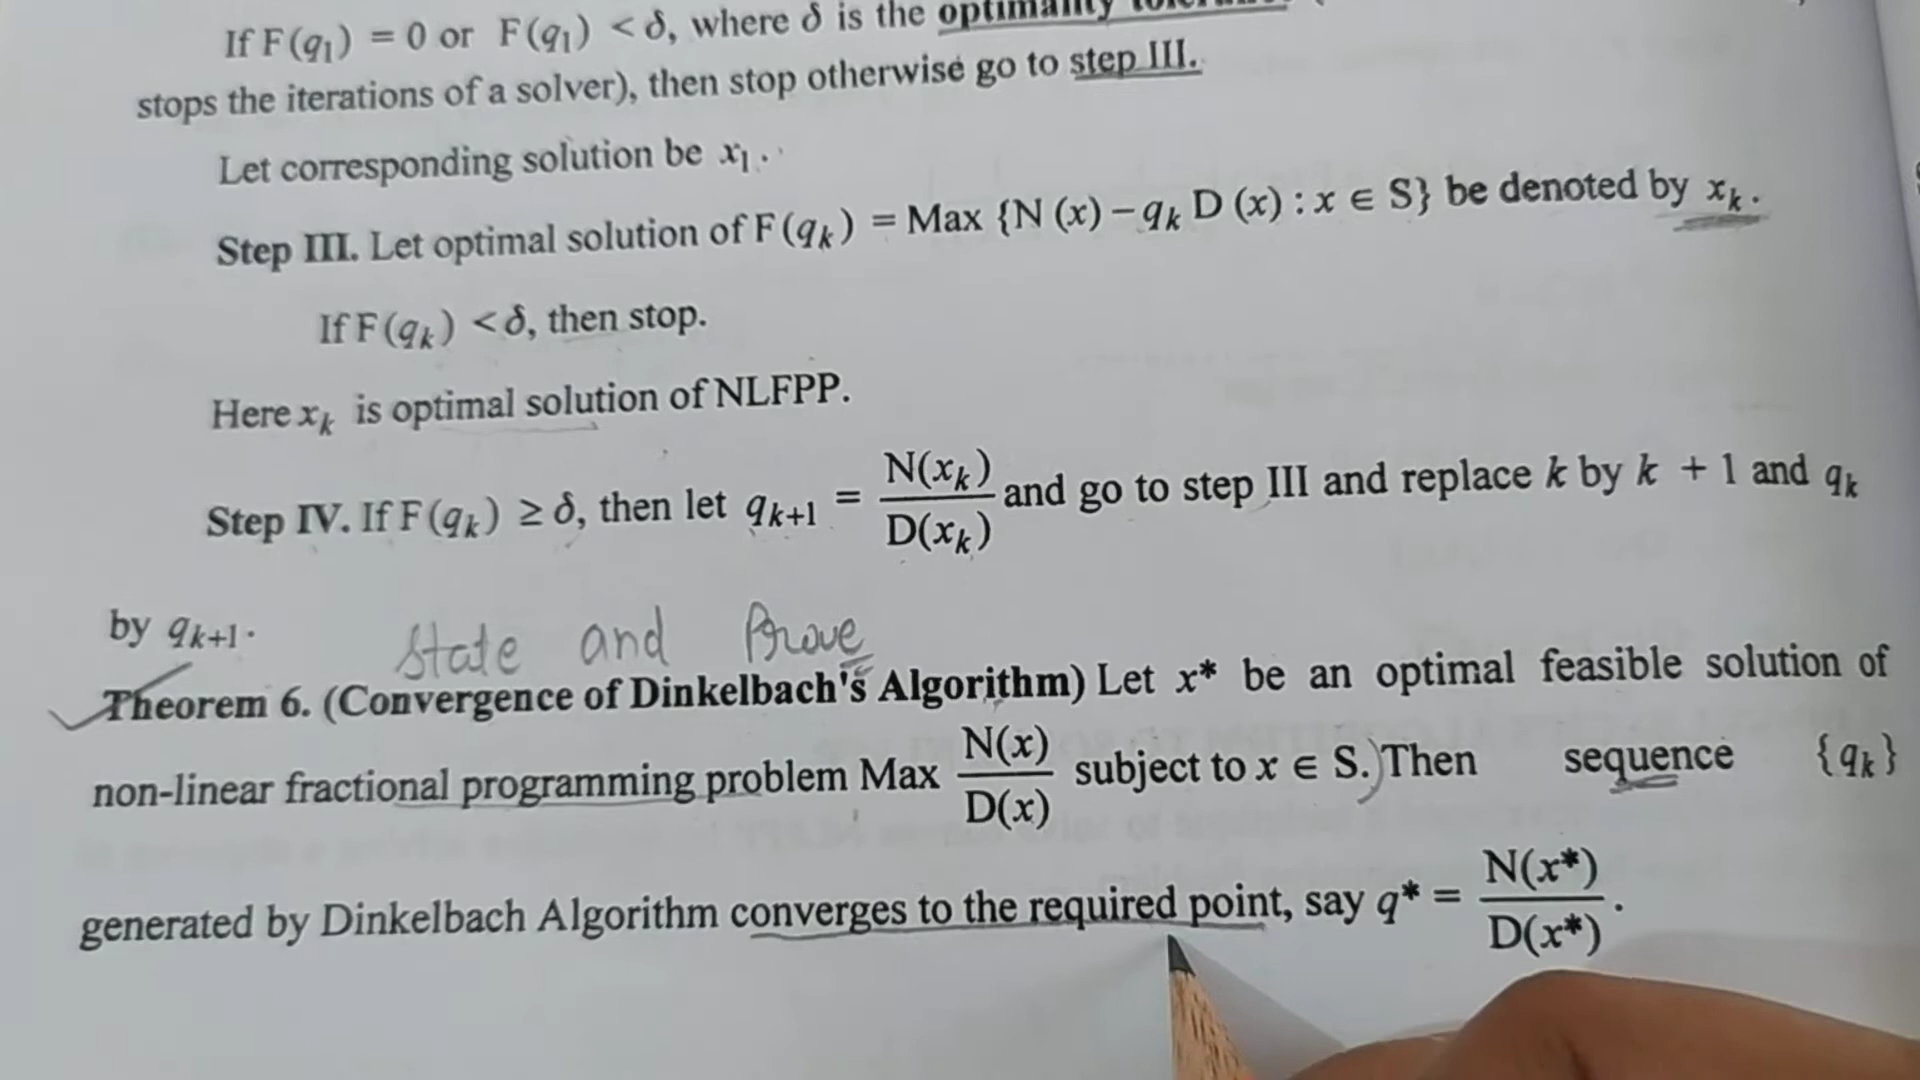 If F(q₁) = 0 or F(q₁) < δ, where δ is the optimality
stops the iterations of a solver), then stop otherwise go to step III.
Let corresponding solution be x₁.
Step III. Let optimal solution of F(qₖ) = Max {N (x) – qₖ D (x) : x ∈ S} be denoted by xₖ.
If F(qₖ) < δ, then stop.
Here xₖ is optimal solution of NLFPP.
Step IV. If F(qₖ) ≥ δ, then let qₖ₊₁ = N(xₖ)/D(xₖ) and go to step III and replace k by k + 1 and qₖ
by qₖ₊₁.
State and Prove
Theorem 6. (Convergence of Dinkelbach's Algorithm) Let x* be an optimal feasible solution of
non-linear fractional programming problem Max N(x)/D(x) subject to x ∈ S. Then sequence {qₖ}
generated by Dinkelbach Algorithm converges to the required point, say q* = N(x*)/D(x*).